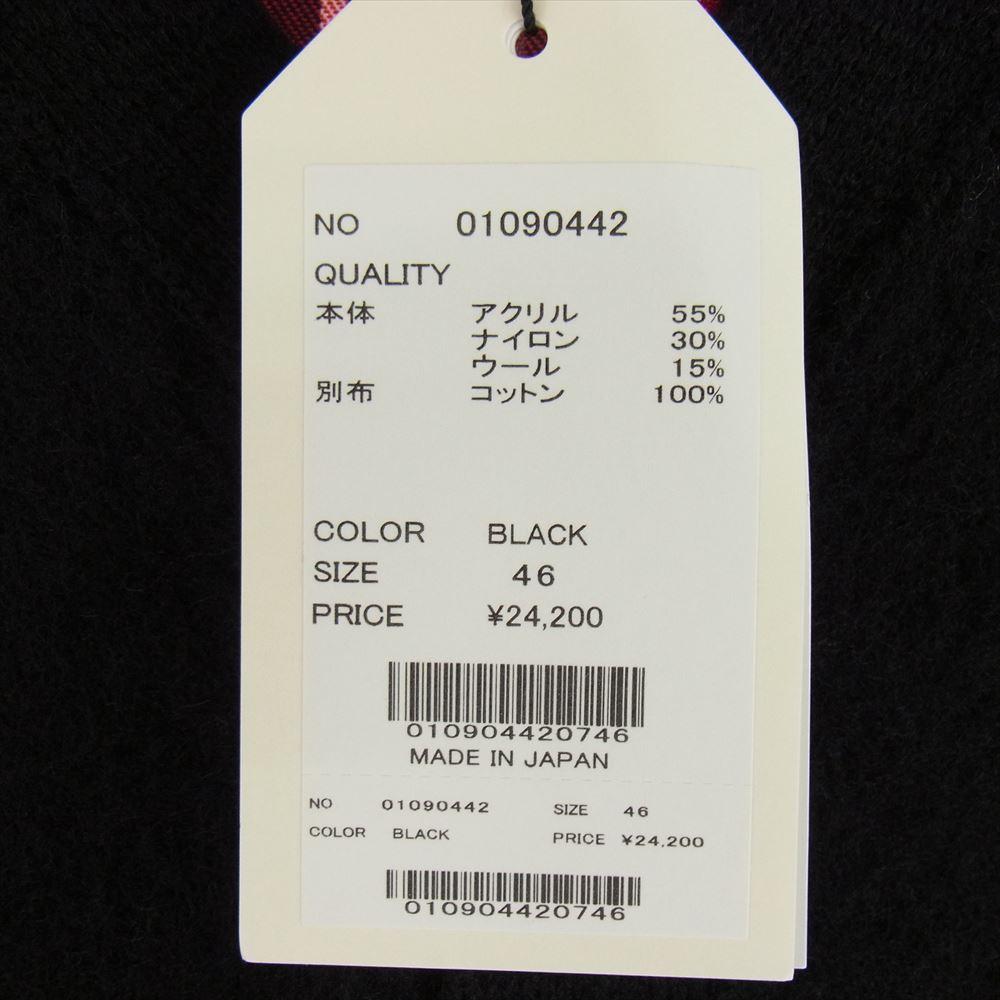 NO 01090442
QUALITY
本体 アクリル 55%
ナイロン 30%
ウール 15%
別布 コットン 100%
COLOR BLACK
SIZE 46
PRICE ¥24,200
010904420746
MADE IN JAPAN
NO 01090442 SIZE 46
COLOR BLACK PRICE ¥24,200
010904420746